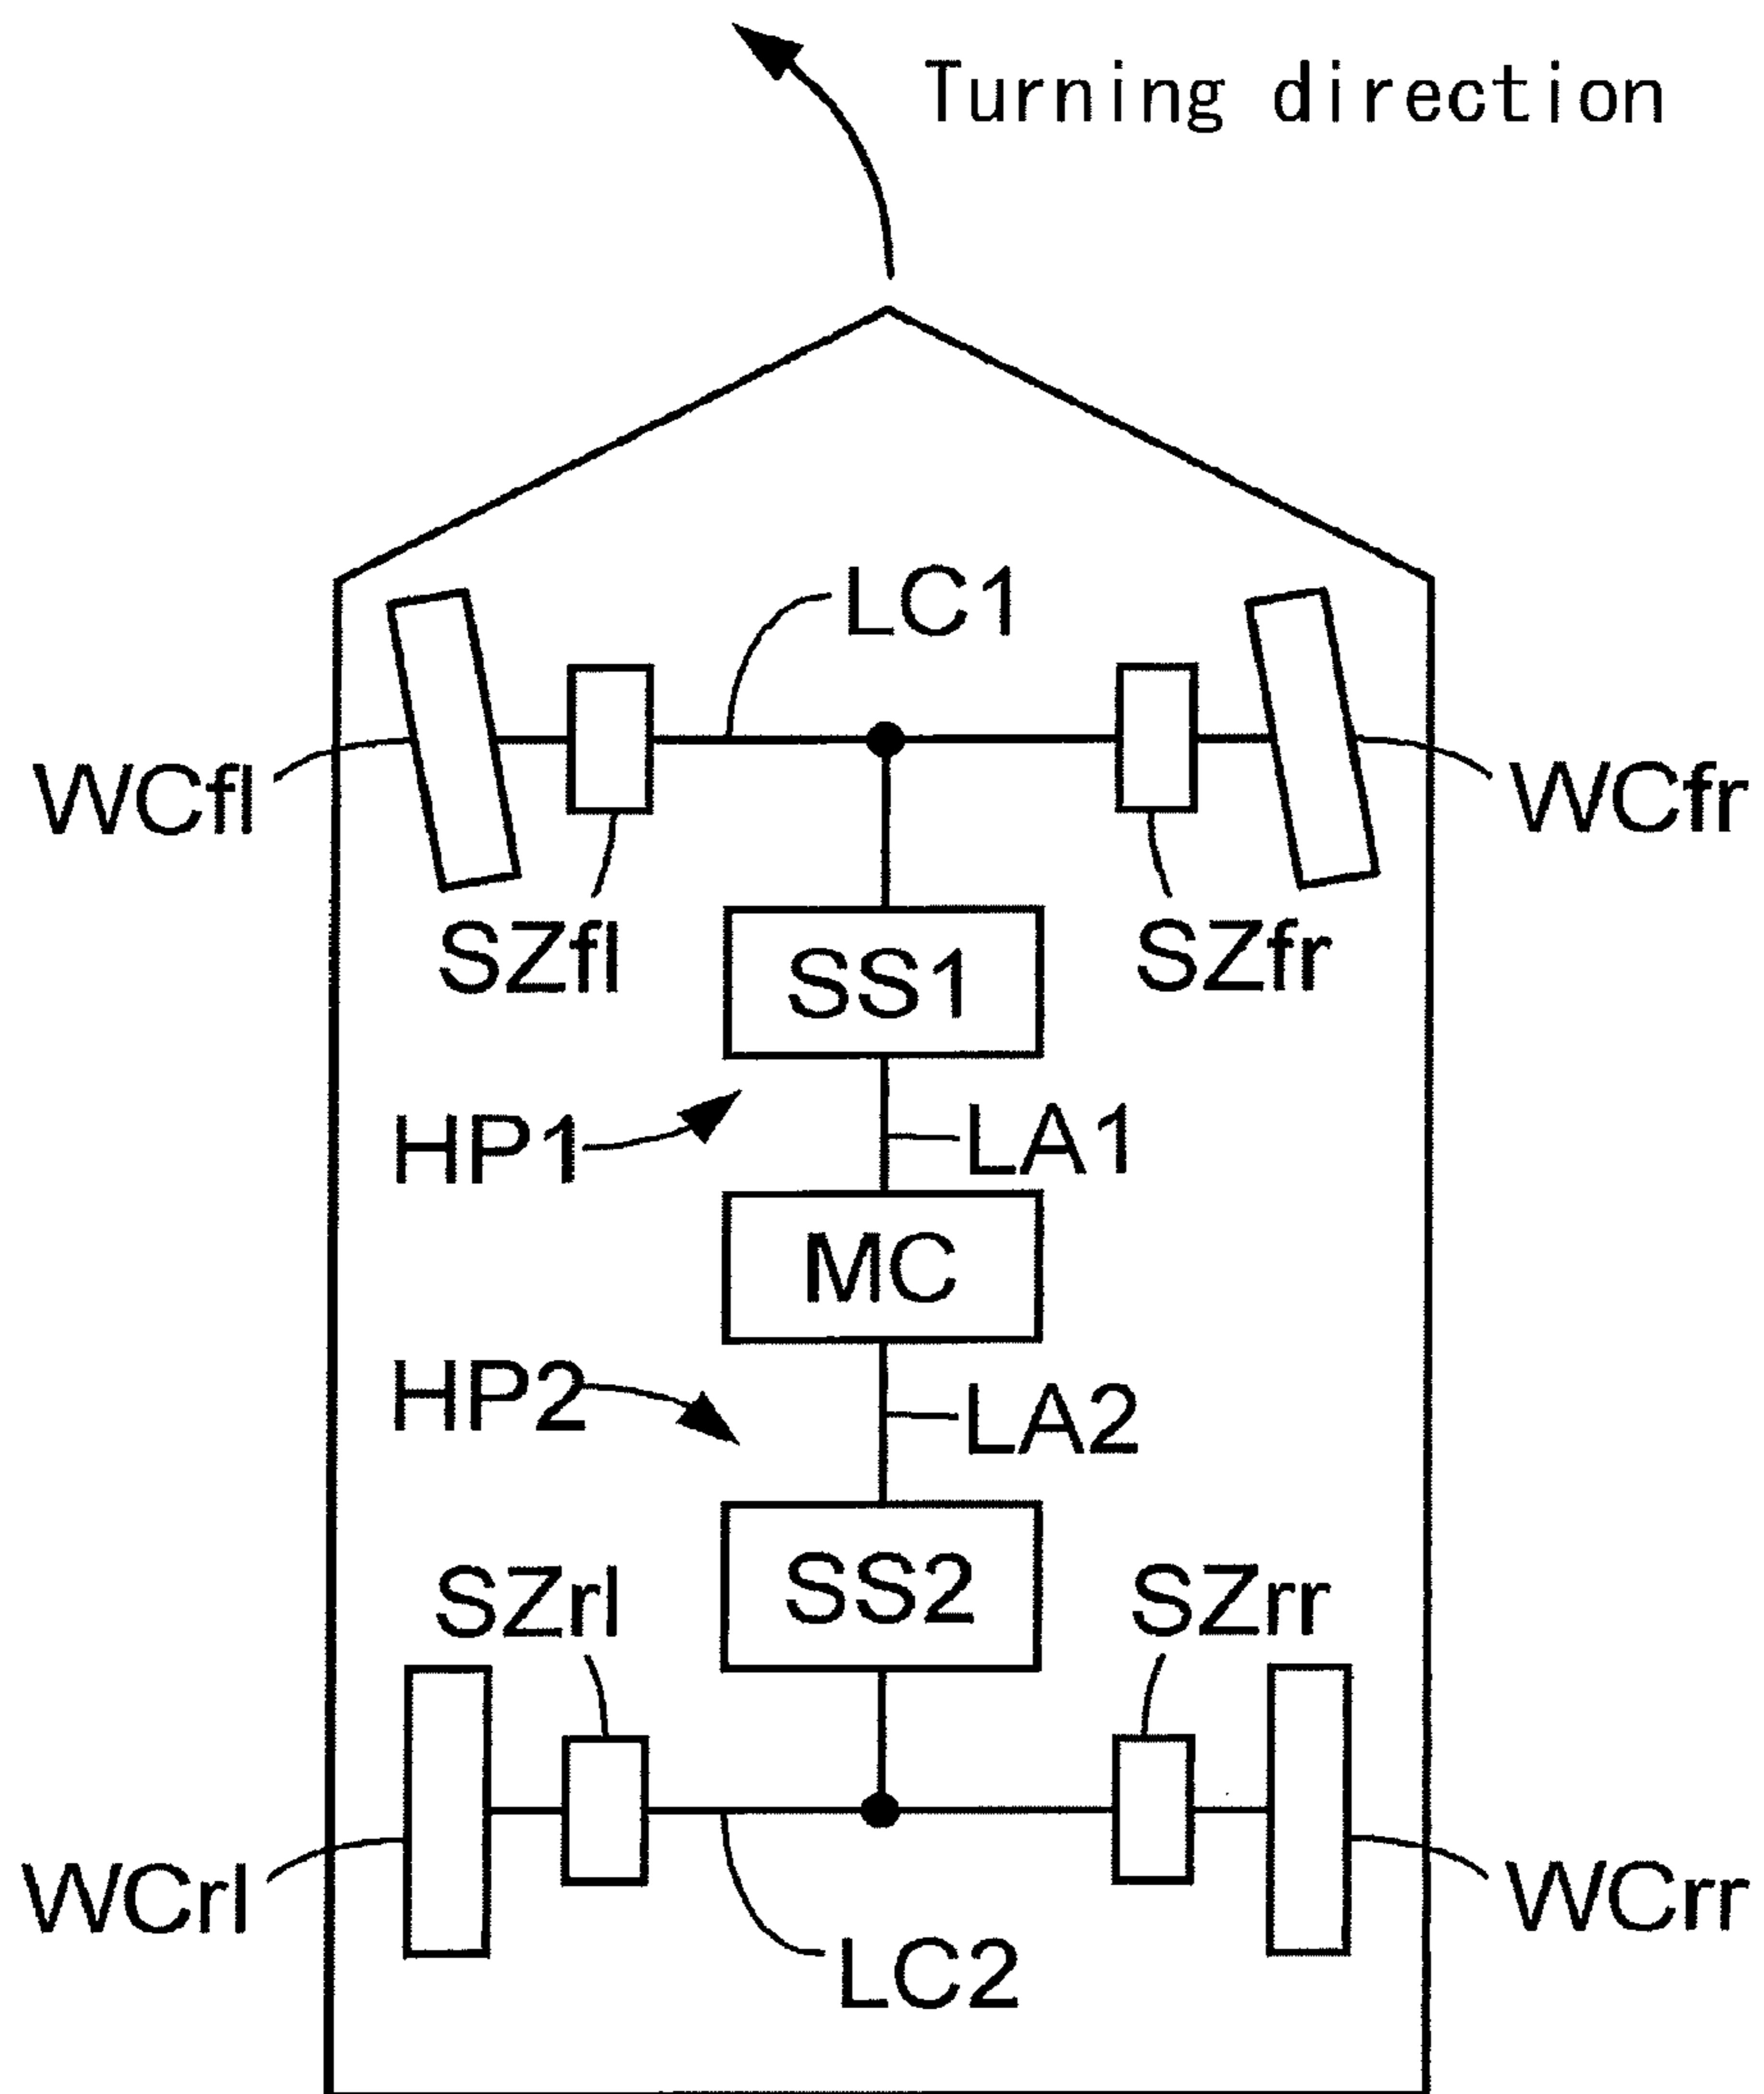 Turning direction
LC1
WCfl
WCfr
SZfl
SZfr
SS1
HP1
LA1
MC
HP2
LA2
SZrl
SS2
SZrr
WCrl
WCrr
LC2